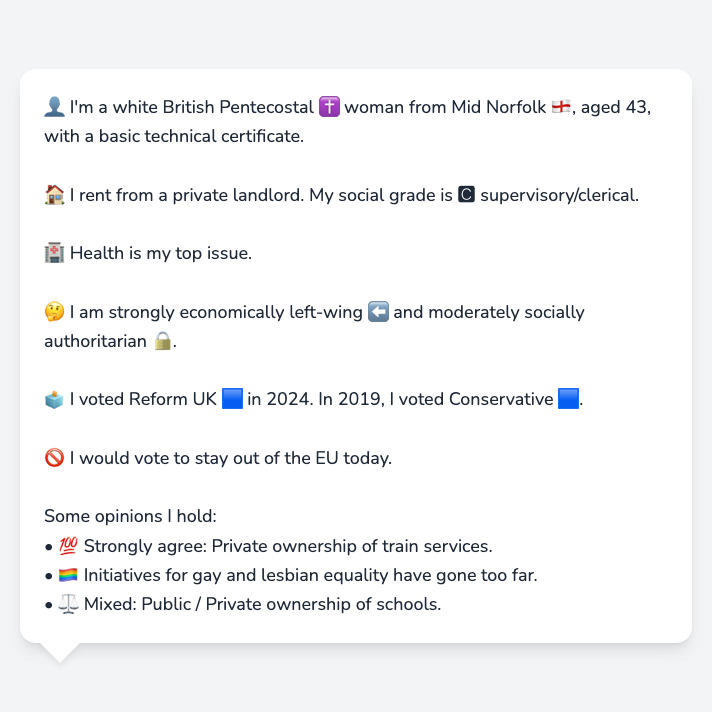 👤 I'm a white British Pentecostal ✝️ woman from Mid Norfolk 🏴󠁧󠁢󠁥󠁮󠁧󠁿, aged 43,
with a basic technical certificate.
🏠 I rent from a private landlord. My social grade is 🅲 supervisory/clerical.
🏥 Health is my top issue.
🤔 I am strongly economically left-wing ⬅️ and moderately socially
authoritarian 🔒.
🗳️ I voted Reform UK 🟦 in 2024. In 2019, I voted Conservative 🟦.
🚫 I would vote to stay out of the EU today.
Some opinions I hold:
• 💯 Strongly agree: Private ownership of train services.
• 🏳️‍🌈 Initiatives for gay and lesbian equality have gone too far.
• ⚖️ Mixed: Public / Private ownership of schools.